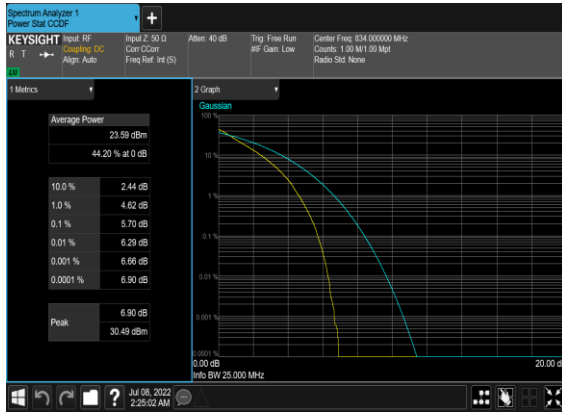 Spectrum Analyzer 1
Power Stat CCDF
KEYSIGHT
R T
LXI
Input: RF
Coupling: DC
Align: Auto
Input Z: 50 Ω
Corr CCorr
Freq Ref: Int (S)
Atten: 40 dB
Trig: Free Run
#IF Gain: Low
Center Freq: 834.000000 MHz
Counts: 1.00 M/1.00 Mpt
Radio Std: None
1 Metrics
Average Power
23.59 dBm
44.20 % at 0 dB
10.0 % 2.44 dB
1.0 % 4.62 dB
0.1 % 5.70 dB
0.01 % 6.29 dB
0.001 % 6.66 dB
0.0001 % 6.90 dB
Peak
6.90 dB
30.49 dBm
2 Graph
Gaussian
100 %
10 %
1 %
0.1 %
0.01 %
0.001 %
0.0001 %
0.00 dB
20.00 d
Info BW 25.000 MHz
Jul 08, 2022
2:25:02 AM